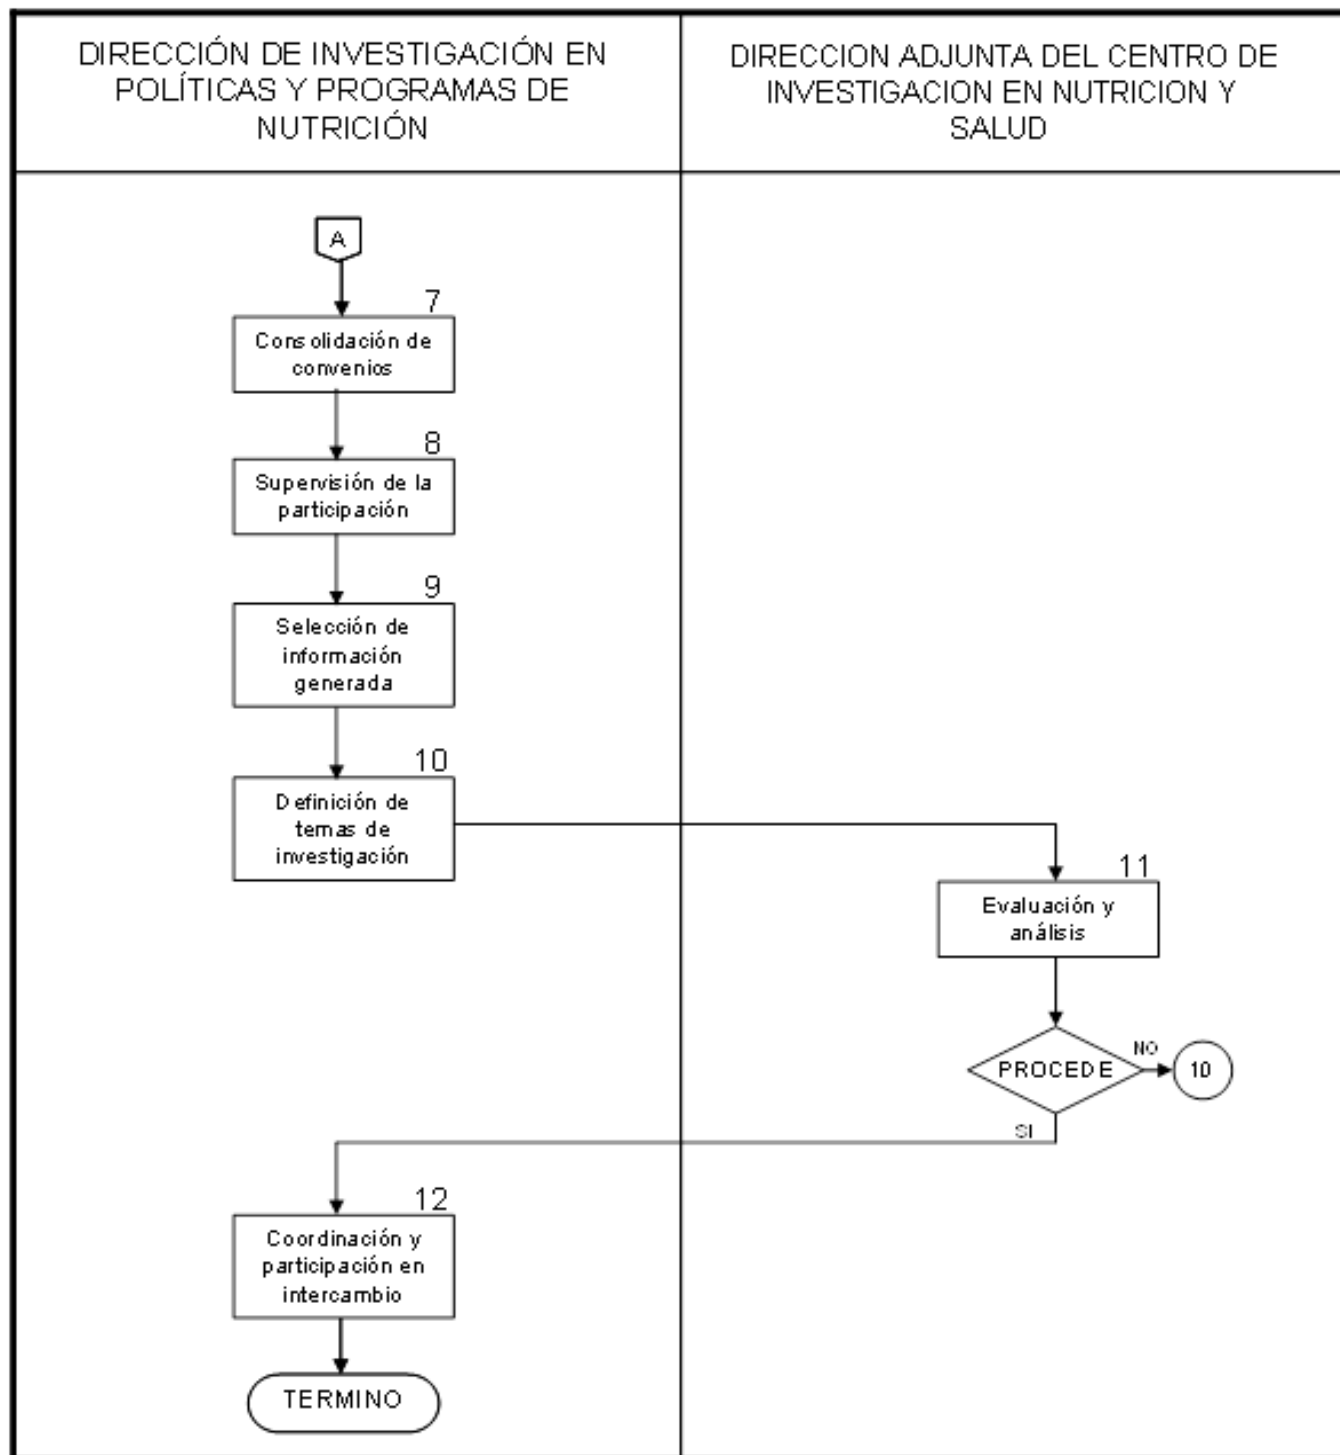 DIRECCIÓN DE INVESTIGACIÓN EN
POLÍTICAS Y PROGRAMAS DE
NUTRICIÓN
DIRECCION ADJUNTA DEL CENTRO DE
INVESTIGACION EN NUTRICION Y
SALUD
A
7
Consolidación de
convenios
8
Supervisión de la
participación
9
Selección de
información
generada
10
Definición de
temas de
investigación
11
Evaluación y
análisis
PROCEDE
NO
10
SI
12
Coordinación y
participación en
intercambio
TERMINO